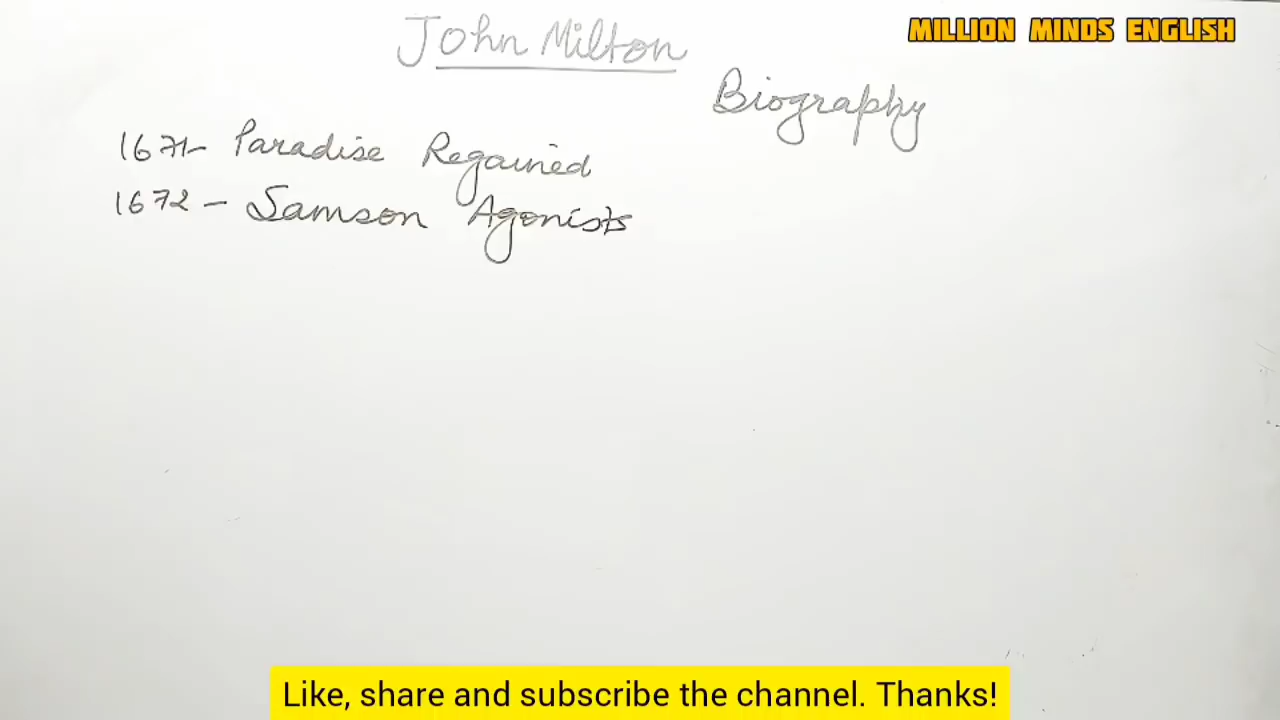 John Milton
MILLION MINDS ENGLISH
Biography
1671- Paradise Regained
1672 - Samson Agonists
Like, share and subscribe the channel. Thanks!